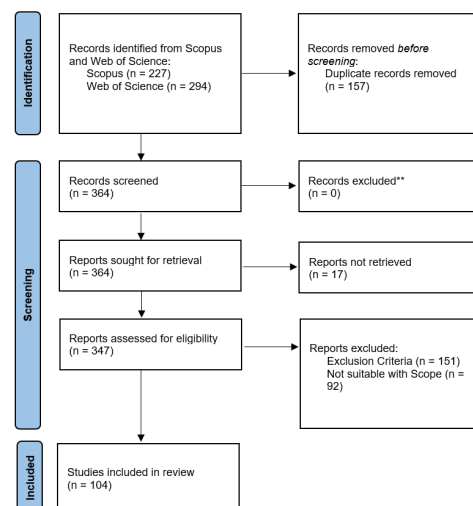 Identification
Records identified from Scopus
and Web of Science:
Scopus (n = 227)
Web of Science (n = 294)
Records removed before
screening:
Duplicate records removed
(n = 157)
Screening
Records screened
(n = 364)
Records excluded**
(n = 0)
Reports sought for retrieval
(n = 364)
Reports not retrieved
(n = 17)
Reports assessed for eligibility
(n = 347)
Reports excluded:
Exclusion Criteria (n = 151)
Not suitable with Scope (n =
92)
Included
Studies included in review
(n = 104)